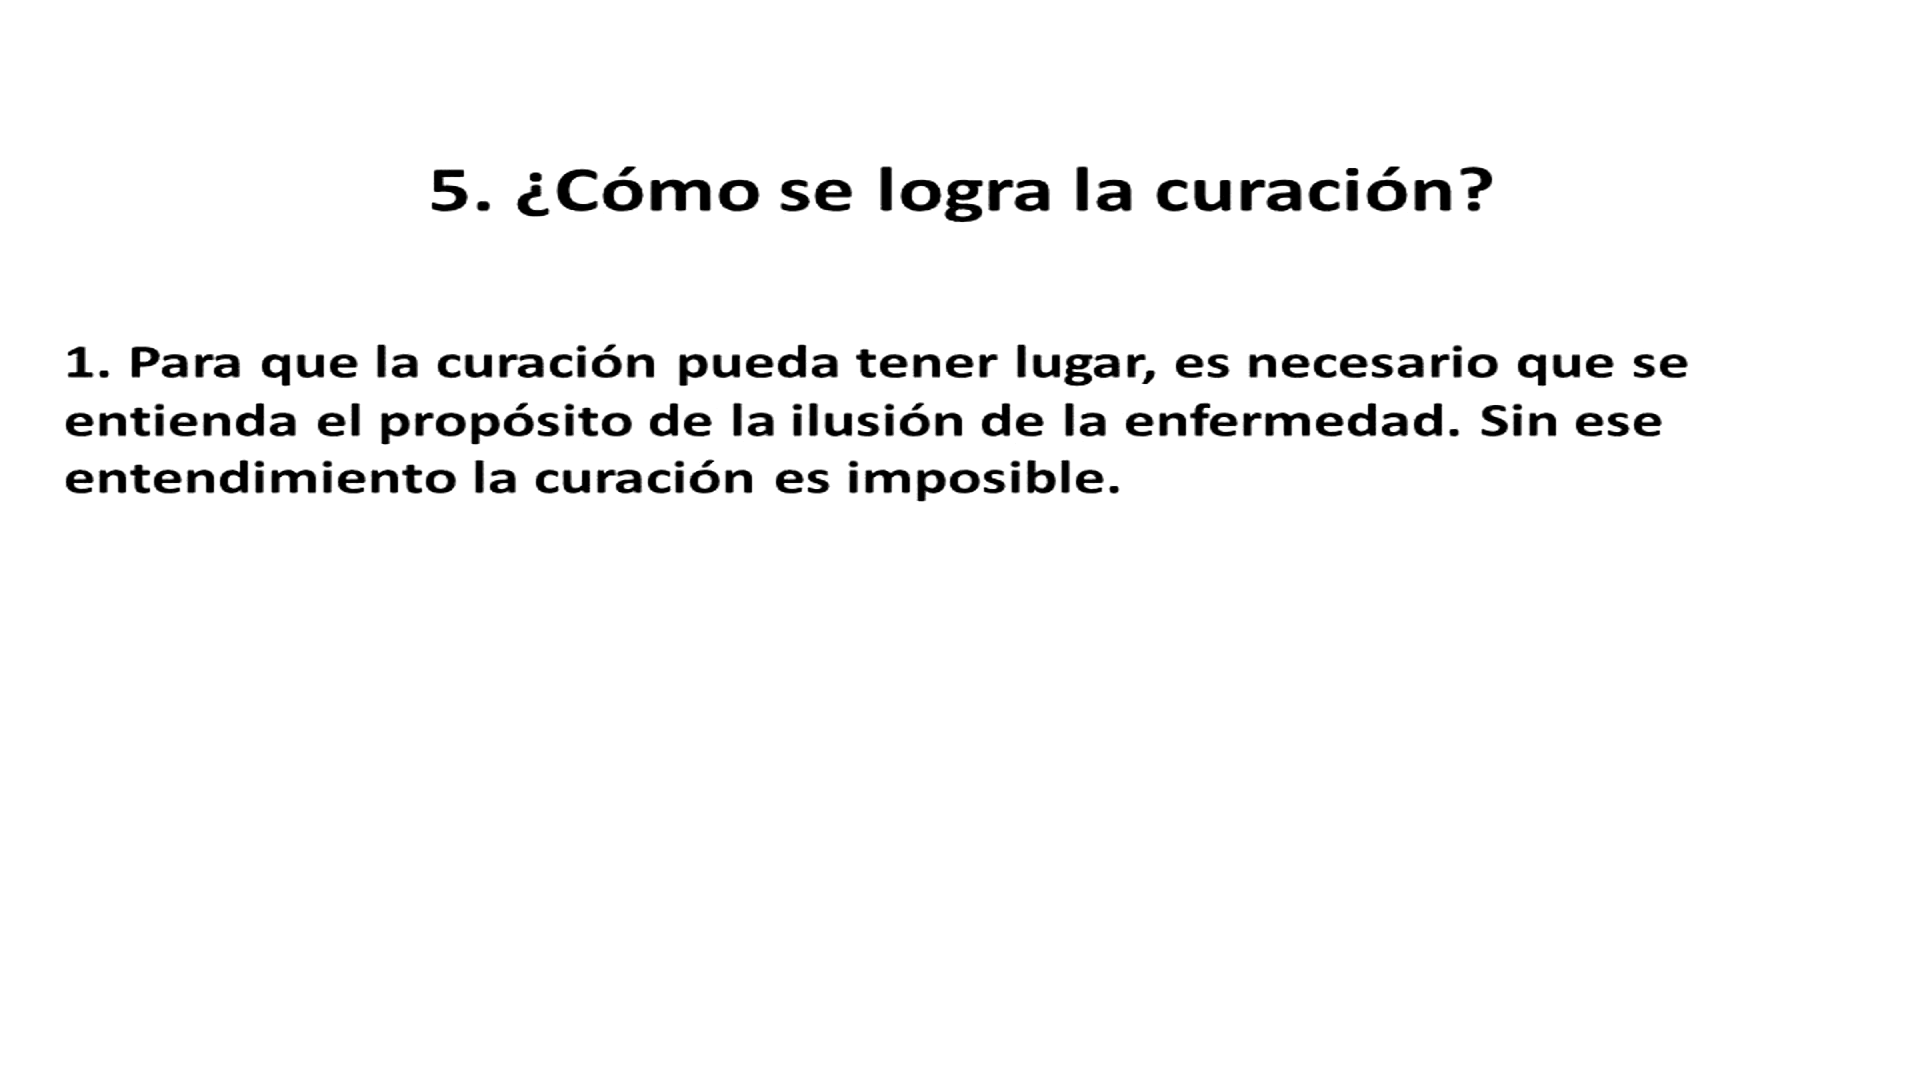 5. ¿Cómo se logra la curación?
1. Para que la curación pueda tener lugar, es necesario que se
entienda el propósito de la ilusión de la enfermedad. Sin ese
entendimiento la curación es imposible.